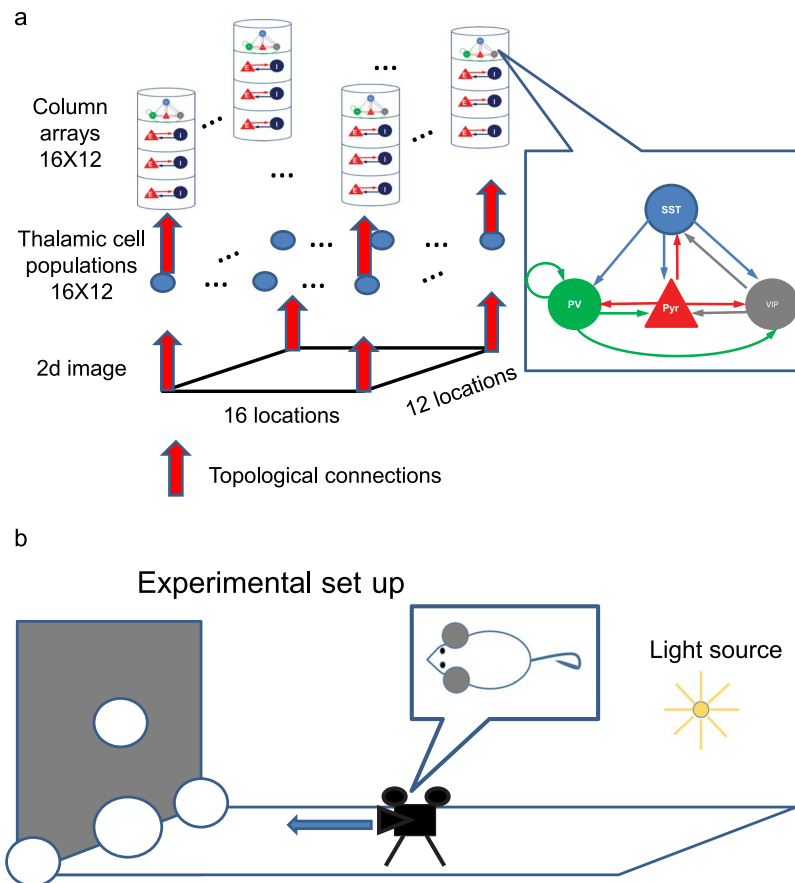 a
Column
arrays
16X12
E I
E I
E I
E I
E I
E I
E I
E I
E I
E I
E I
E I
Thalamic cell
populations
16X12
2d image
16 locations
12 locations
Topological connections
SST
PV
Pyr
VIP
b
Experimental set up
Light source